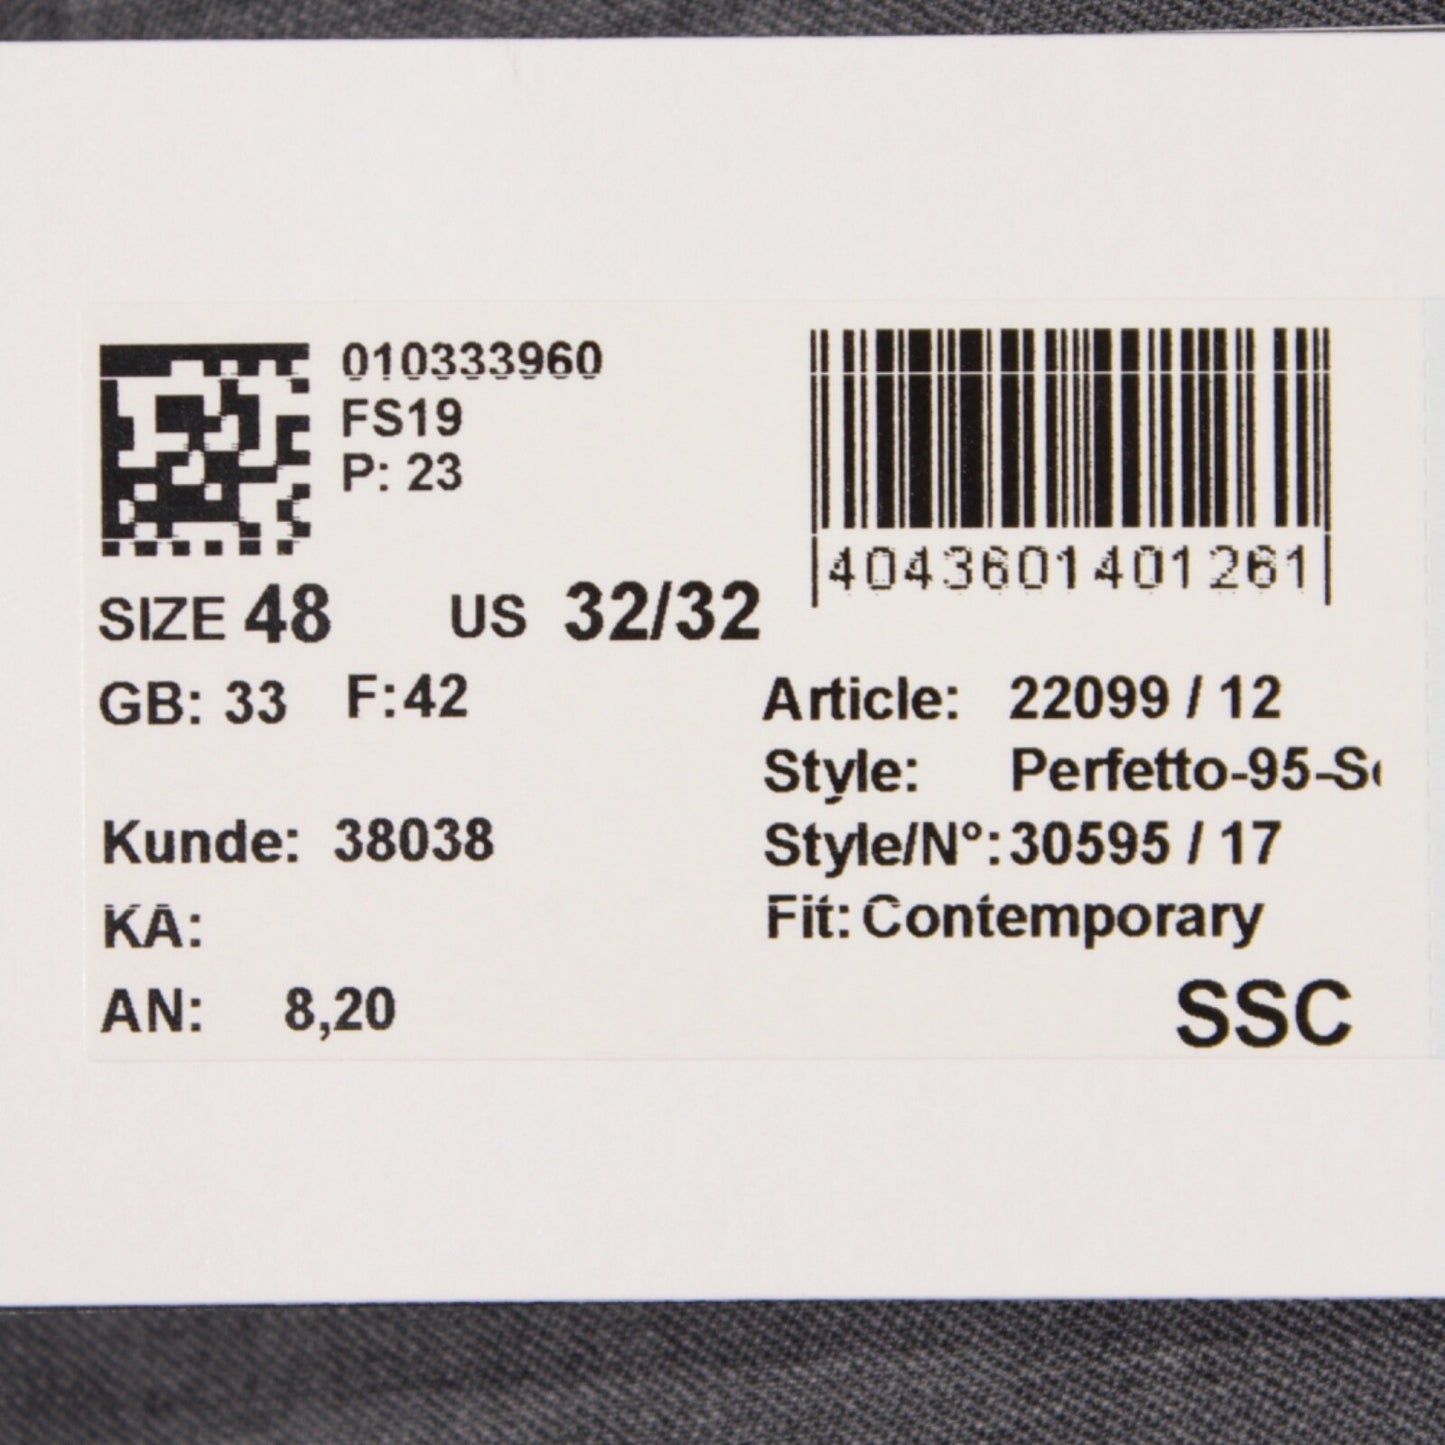 010333960
FS19
P: 23
4043601401261
SIZE 48 US 32/32
GB: 33 F:42
Article: 22099 / 12
Style: Perfetto-95-S
Kunde: 38038
Style/N°: 30595 / 17
KA:
Fit: Contemporary
AN: 8,20
SSC